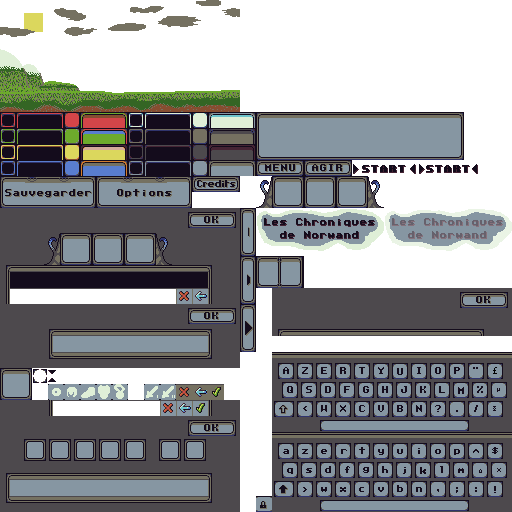 MENU AGIR START START
Sauvegarder Options Credits
OK
Les Chroniques
de Norwand
Les Chroniques
de Norwand
OK
OK
OK
A Z E R T Y U I O P " £
Q S D F G H J K L M %
< W X C V B N ? . /
a z e r t y u i o p ^ $
q s d f g h j k l m
> w x c v b n , ; : !